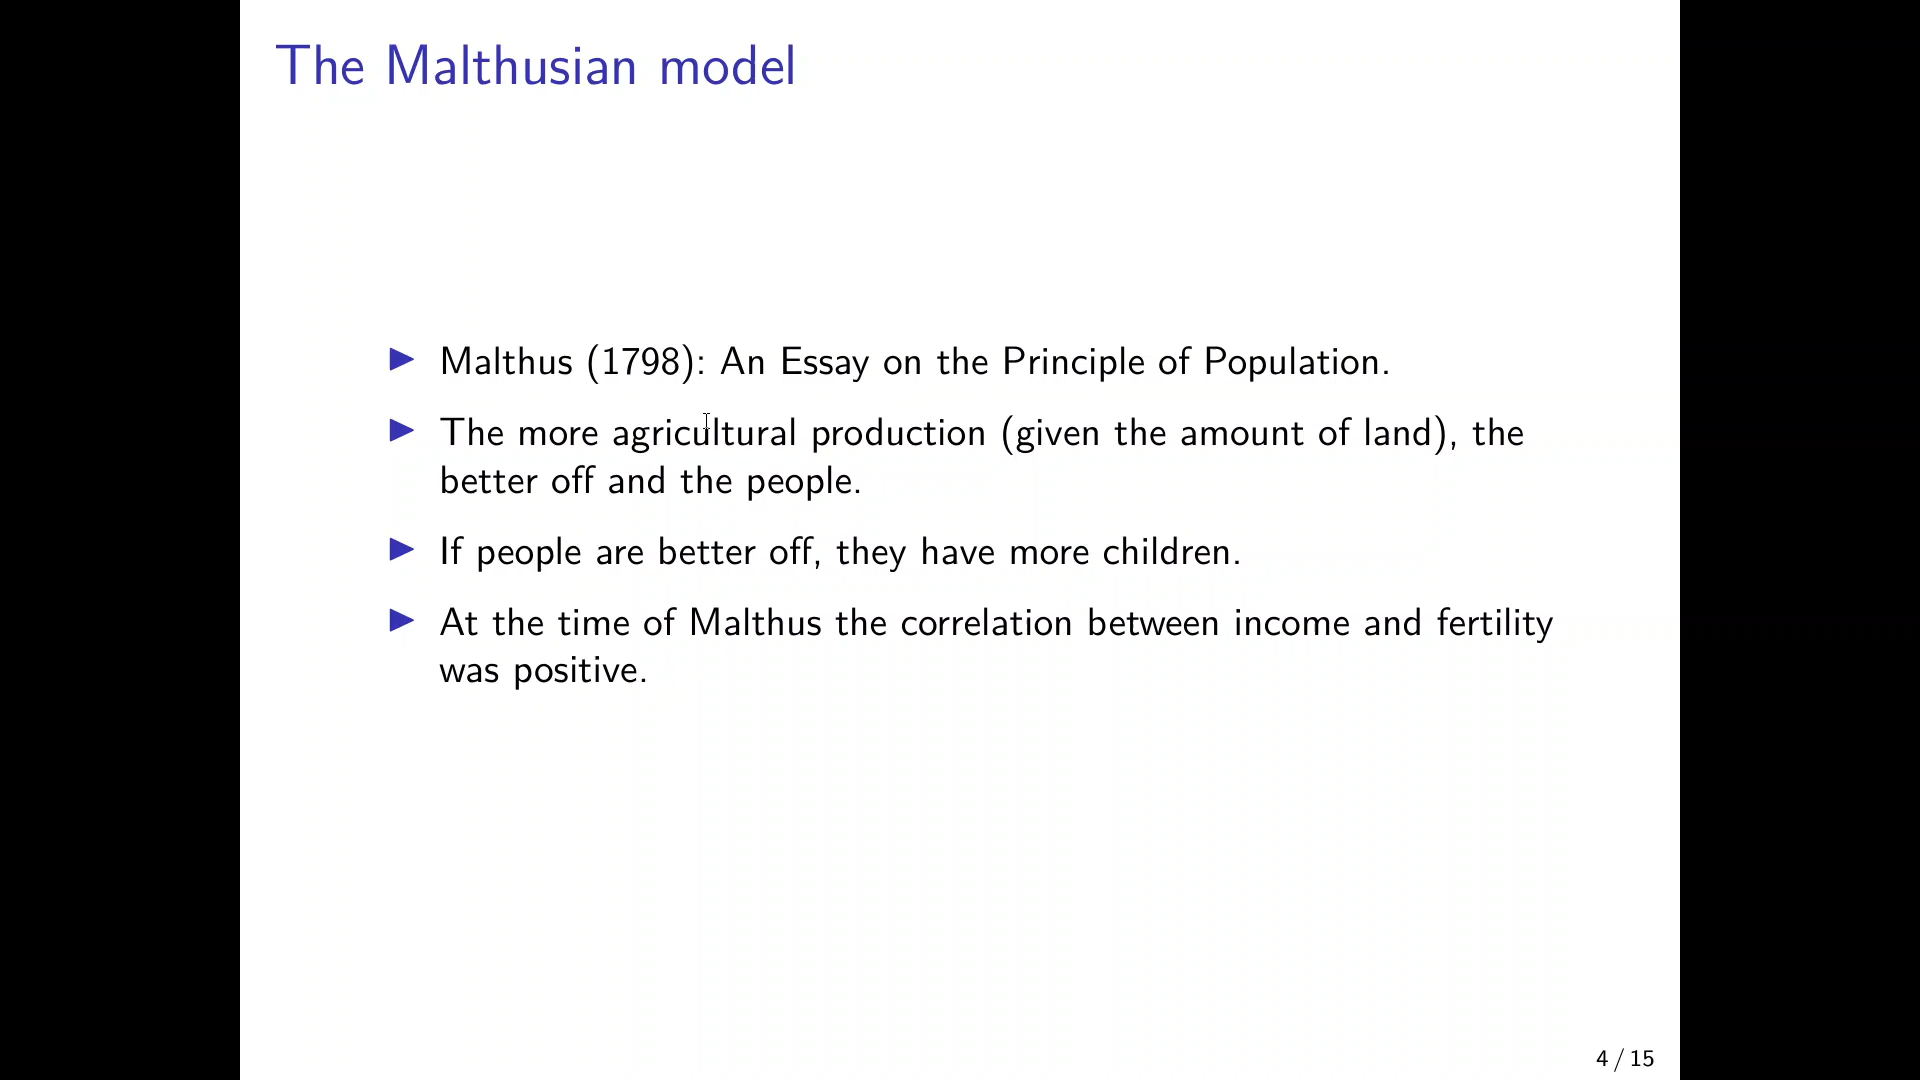 The Malthusian model
Malthus (1798): An Essay on the Principle of Population.
The more agricultural production (given the amount of land), the
better off and the people.
If people are better off, they have more children.
At the time of Malthus the correlation between income and fertility
was positive.
4 / 15